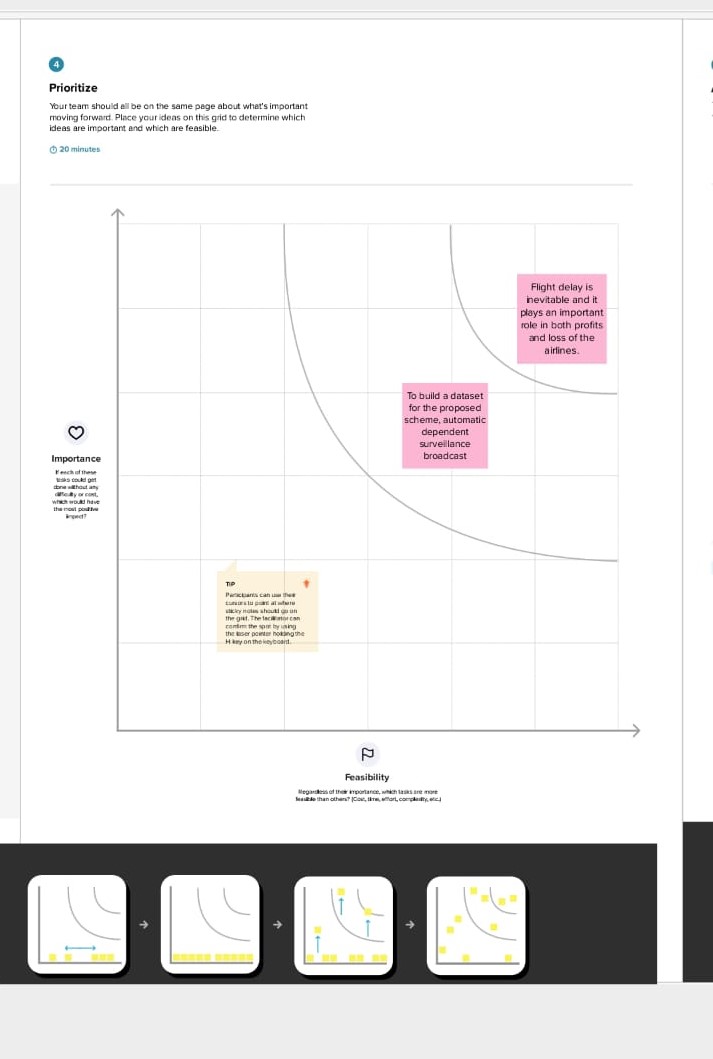 4
Prioritize
Your team should all be on the same page about what's important
moving forward. Place your ideas on this grid to determine which
ideas are important and which are feasible.
20 minutes
Flight delay is
inevitable and it
plays an important
role in both profits
and loss of the
airlines.
To build a dataset
for the proposed
scheme, automatic
dependent
surveillance
broadcast
Importance
If each of these
tasks could get
done without any
difficulty or cost,
which would have
the most positive
impact?
TIP
Participants can use their
cursors to point at where
sticky notes should go on
the grid. The facilitator can
confirm the spot by using
the laser pointer holding the
H key on the keyboard.
Feasibility
Regardless of their importance, which tasks are more
feasible than others? (Cost, time, effort, complexity, etc.)